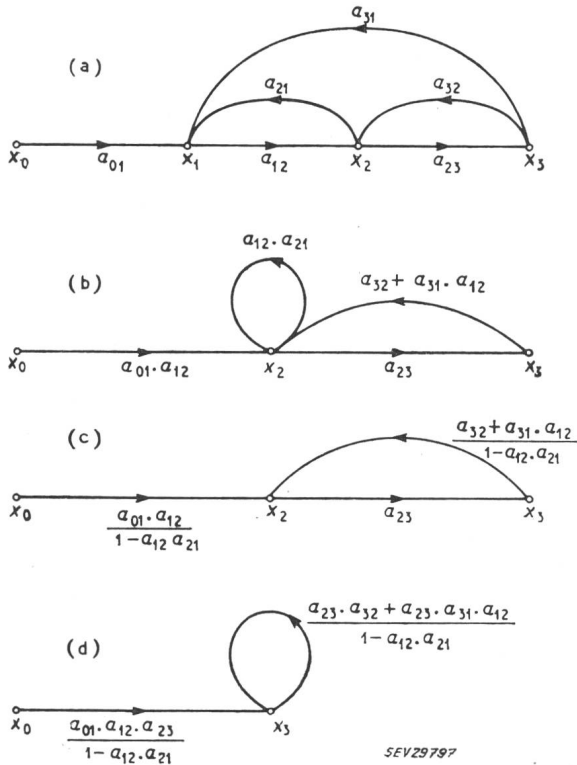 a₃₁
(a)
a₂₁ a₃₂
x₀ a₀₁ x₁ a₁₂ x₂ a₂₃ x₃
a₁₂ . a₂₁
(b)
a₃₂ + a₃₁ . a₁₂
x₀ a₀₁ . a₁₂ x₂ a₂₃ x₃
(c)
a₃₂ + a₃₁ . a₁₂
1 - a₁₂ . a₂₁
x₀ x₂ a₂₃ x₃
a₀₁ . a₁₂
1 - a₁₂ a₂₁
a₂₃ . a₃₂ + a₂₃ . a₃₁ . a₁₂
1 - a₁₂ . a₂₁
(d)
x₀ x₃
a₀₁ . a₁₂ . a₂₃
1 - a₁₂ . a₂₁
SEV29797